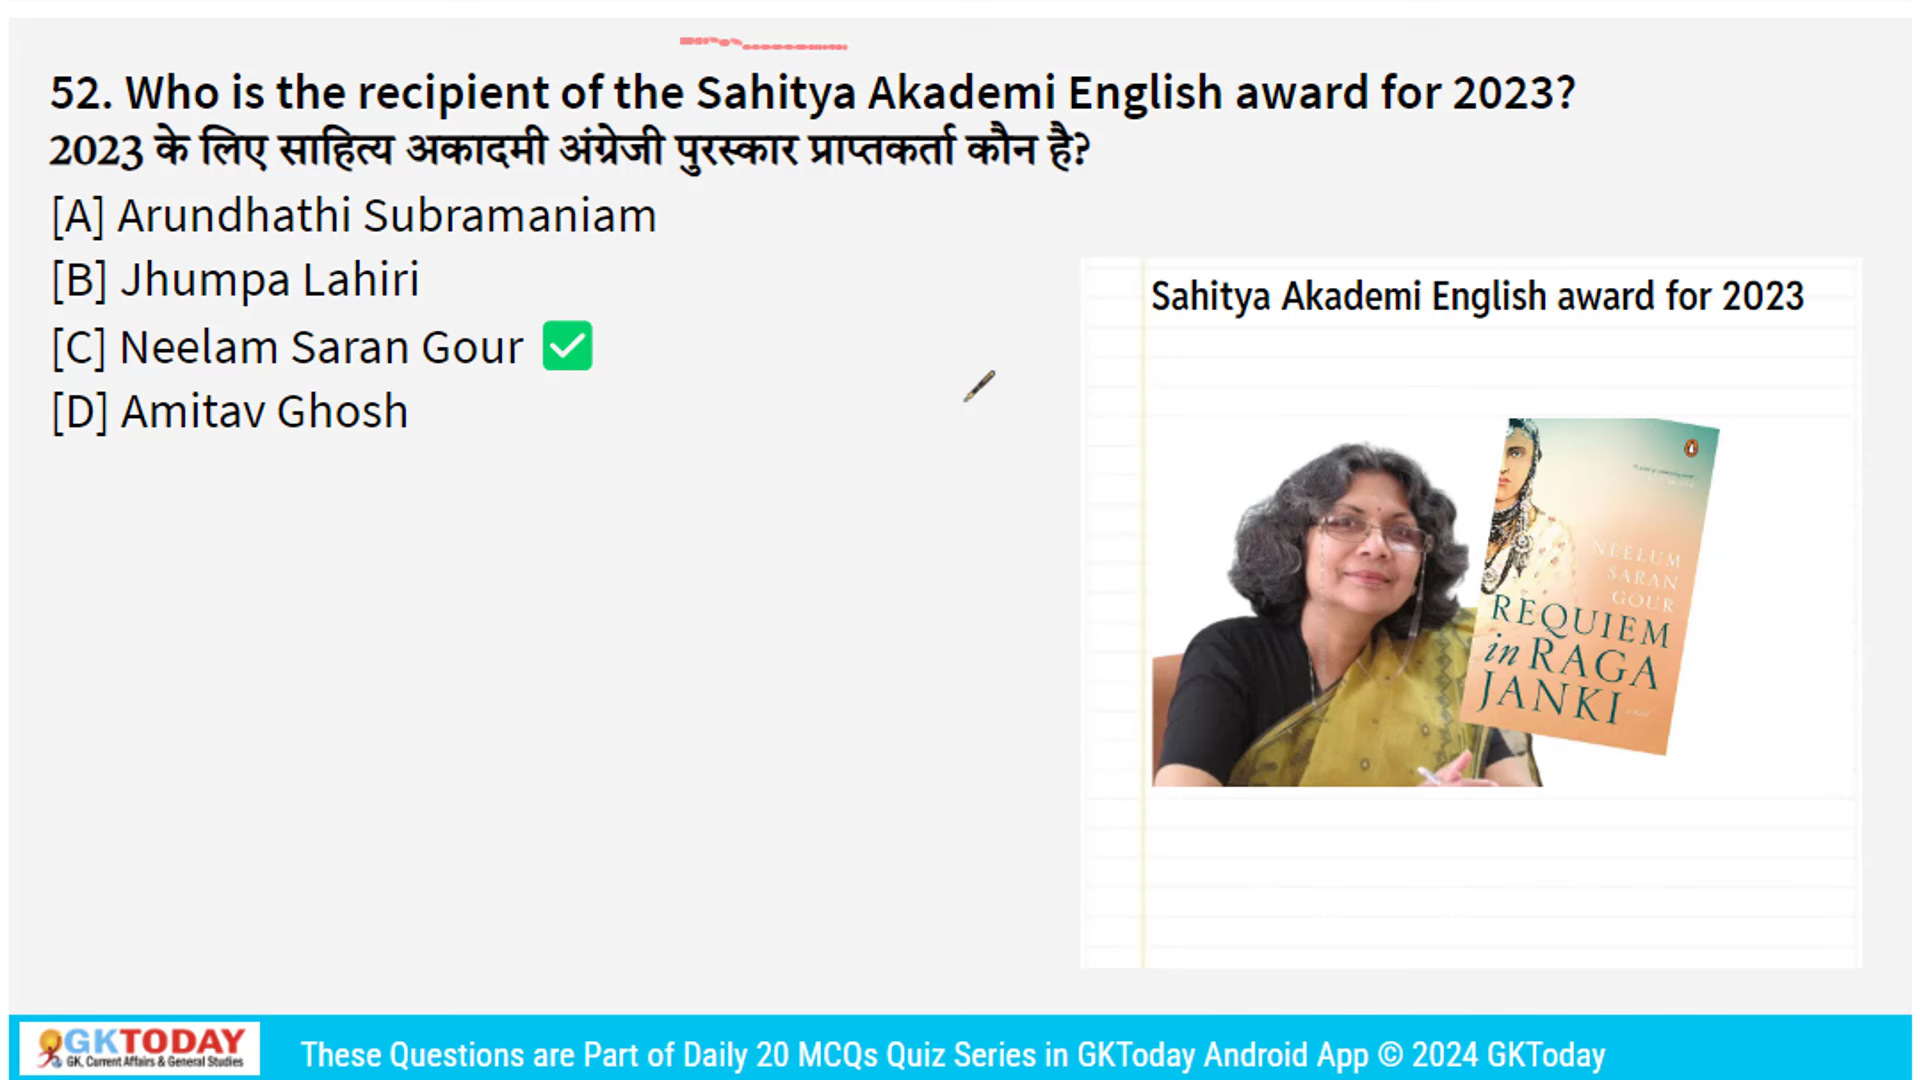 52. Who is the recipient of the Sahitya Akademi English award for 2023?
2023 के लिए साहित्य अकादमी अंग्रेजी पुरस्कार प्राप्तकर्ता कौन है?
[A] Arundhathi Subramaniam
[B] Jhumpa Lahiri
[C] Neelam Saran Gour
[D] Amitav Ghosh
Sahitya Akademi English award for 2023
NEELUM
SARAN
GOUR
REQUIEM
in RAGA
JANKI
GKTODAY
GK, Current Affairs & General Studies
These Questions are Part of Daily 20 MCQs Quiz Series in GKToday Android App © 2024 GKToday